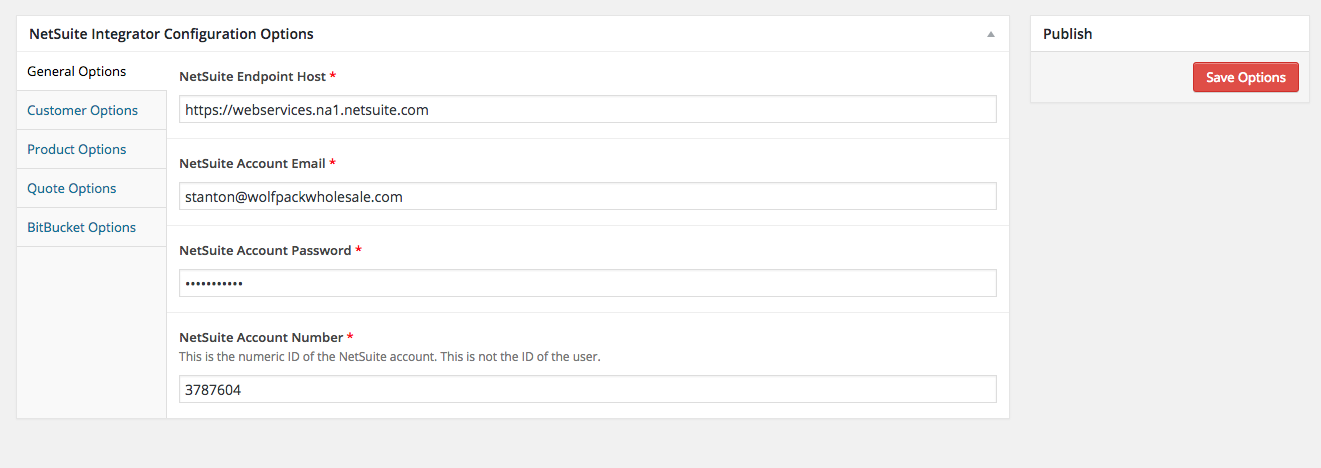 NetSuite Integrator Configuration Options
General Options
Customer Options
Product Options
Quote Options
BitBucket Options
NetSuite Endpoint Host *
https://webservices.na1.netsuite.com
NetSuite Account Email *
stanton@wolfpackwholesale.com
NetSuite Account Password *
•••••••••••
NetSuite Account Number *
This is the numeric ID of the NetSuite account. This is not the ID of the user.
3787604
Publish
Save Options